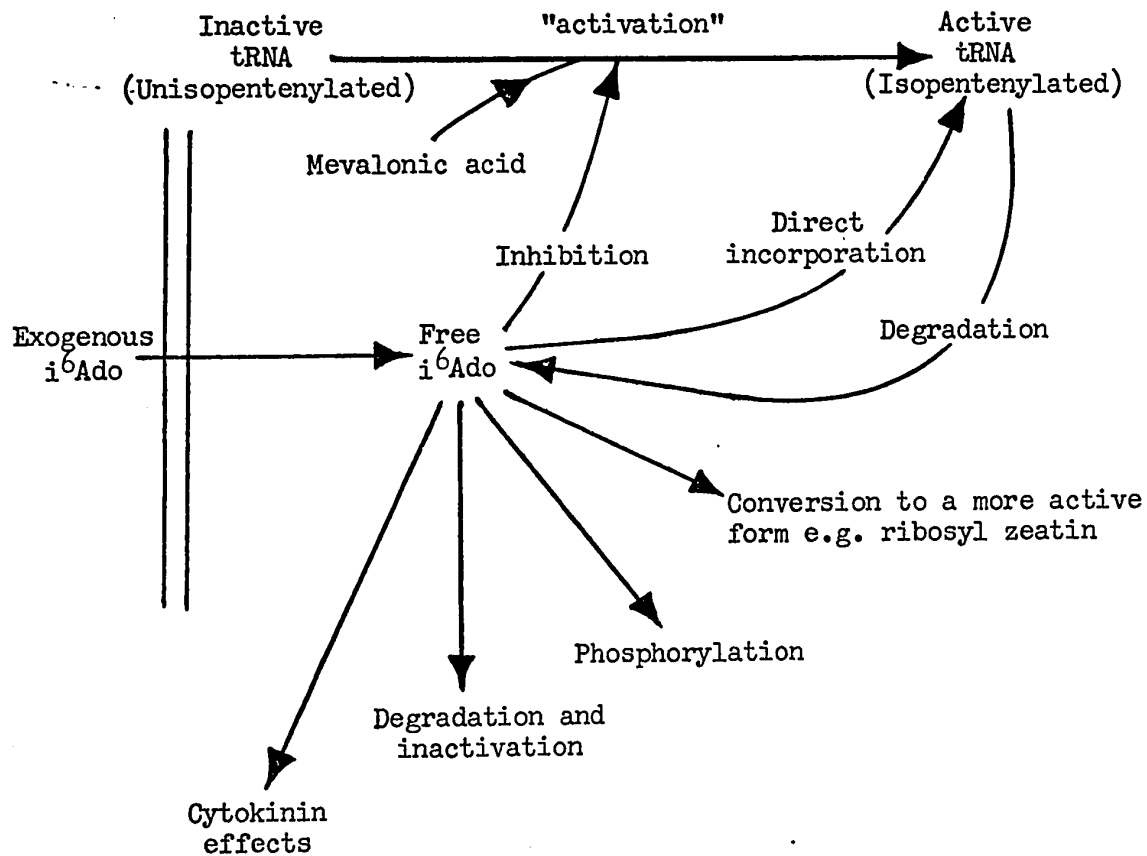 Inactive
tRNA
(Unisopentenylated)
"activation"
Active
tRNA
(Isopentenylated)
Mevalonic acid
Inhibition
Direct
incorporation
Degradation
Exogenous
i⁶Ado
Free
i⁶Ado
Conversion to a more active
form e.g. ribosyl zeatin
Phosphorylation
Degradation and
inactivation
Cytokinin
effects